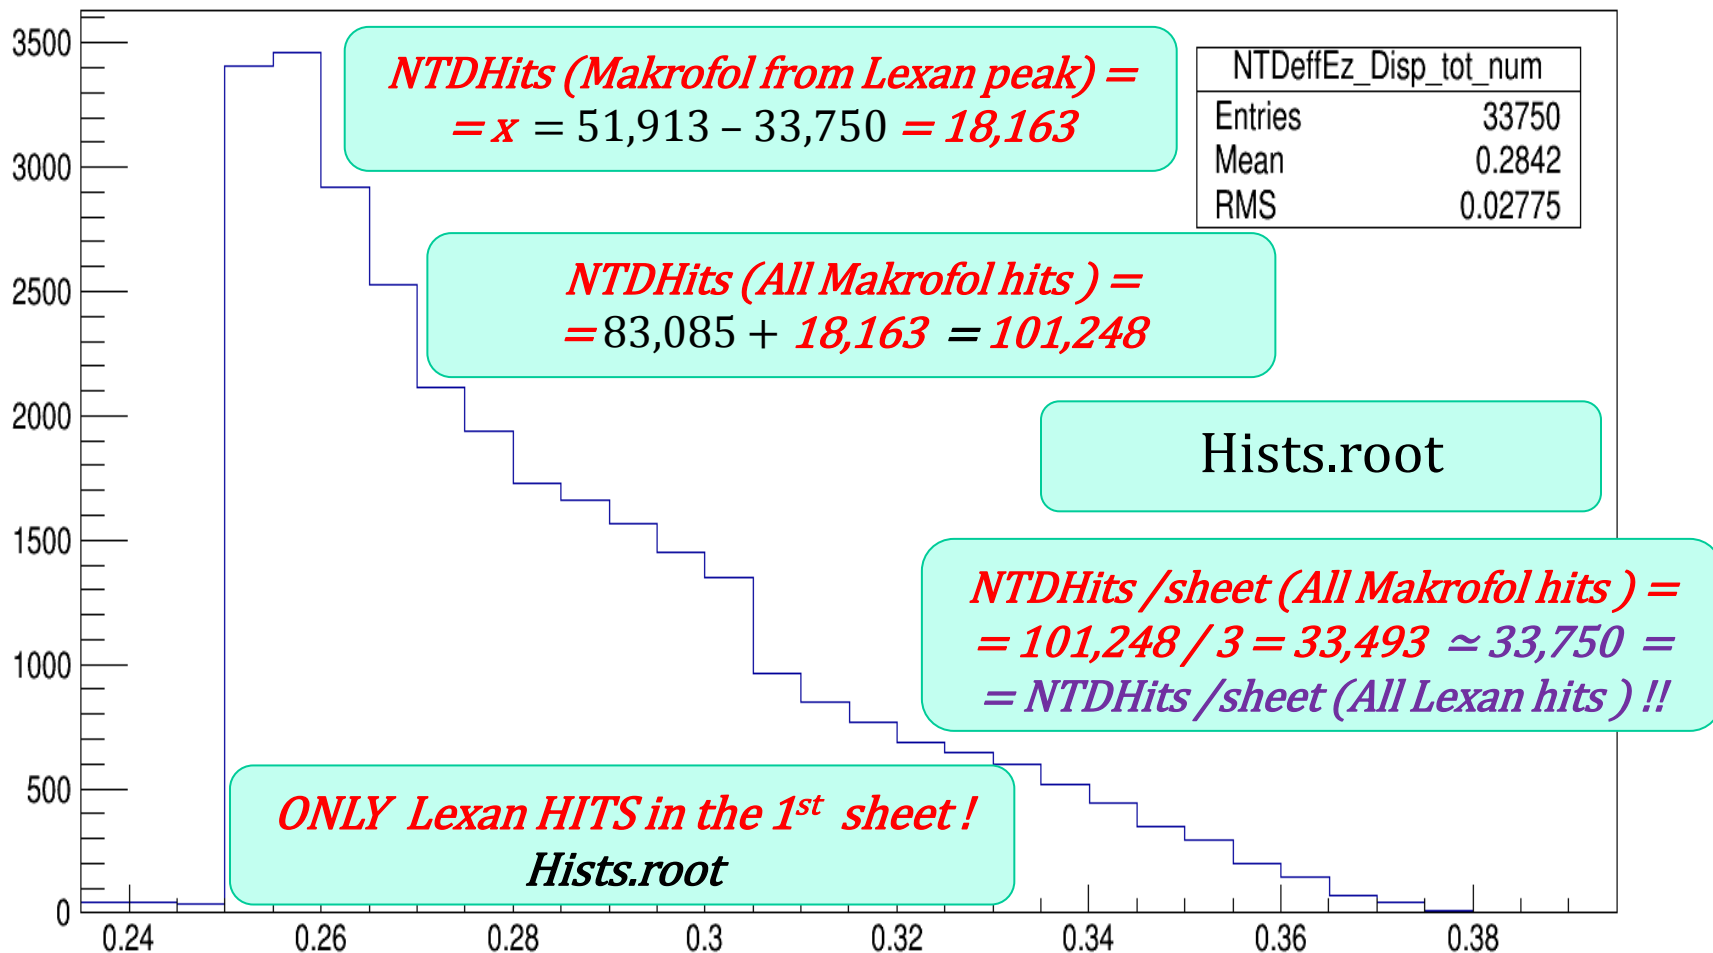 3500
3000
2500
2000
1500
1000
500
0
NTDHits (Makrofol from Lexan peak) =
= x = 51,913 – 33,750 = 18,163
NTDeffEz_Disp_tot_num
Entries 33750
Mean 0.2842
RMS 0.02775
NTDHits (All Makrofol hits ) =
= 83,085 + 18,163 = 101,248
Hists.root
NTDHits /sheet (All Makrofol hits ) =
= 101,248 / 3 = 33,493 ≃ 33,750 =
= NTDHits /sheet (All Lexan hits ) !!
ONLY Lexan HITS in the 1st sheet !
Hists.root
0.24 0.26 0.28 0.3 0.32 0.34 0.36 0.38